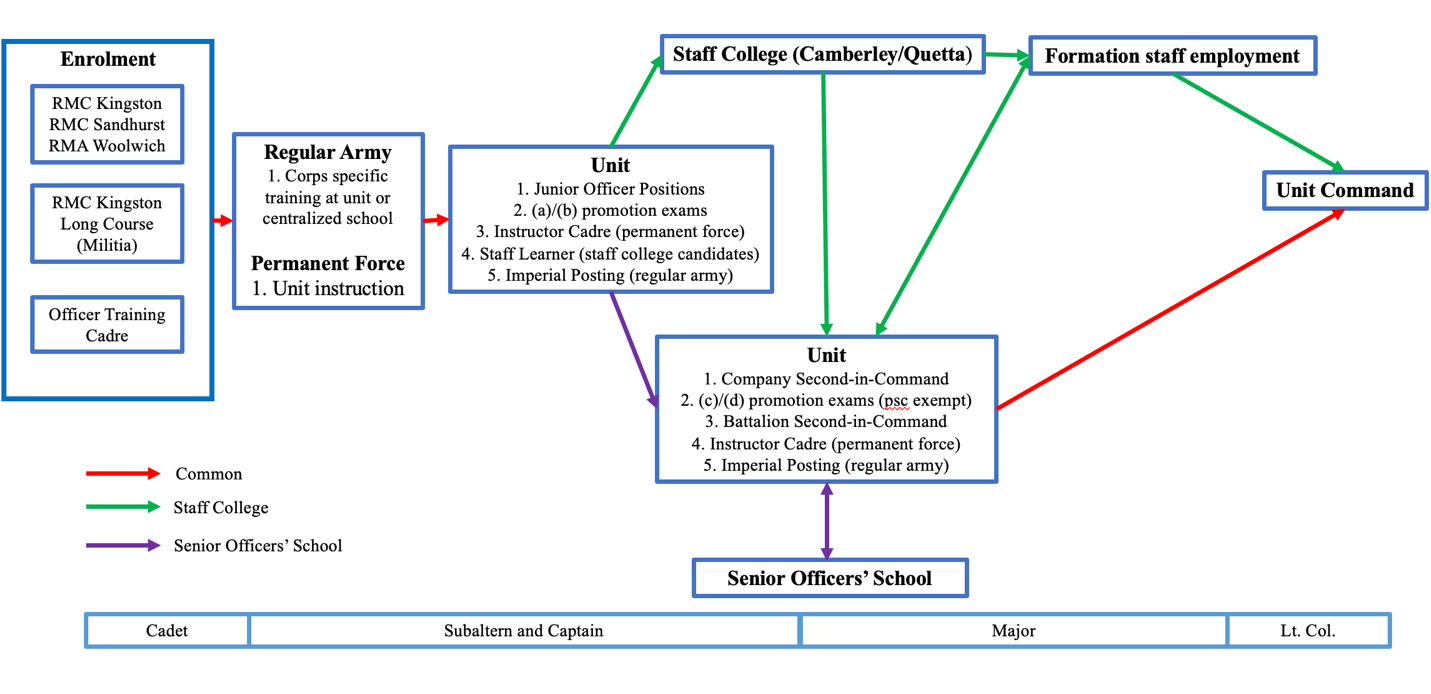 Enrolment
RMC Kingston
RMC Sandhurst
RMA Woolwich
RMC Kingston
Long Course
(Militia)
Officer Training
Cadre
Regular Army
1. Corps specific
training at unit or
centralized school
Permanent Force
1. Unit instruction
Unit
1. Junior Officer Positions
2. (a)/(b) promotion exams
3. Instructor Cadre (permanent force)
4. Staff Learner (staff college candidates)
5. Imperial Posting (regular army)
Staff College (Camberley/Quetta)
Formation staff employment
Unit Command
Unit
1. Company Second-in-Command
2. (c)/(d) promotion exams (psc exempt)
3. Battalion Second-in-Command
4. Instructor Cadre (permanent force)
5. Imperial Posting (regular army)
Senior Officers’ School
Common
Staff College
Senior Officers’ School
Cadet
Subaltern and Captain
Major
Lt. Col.